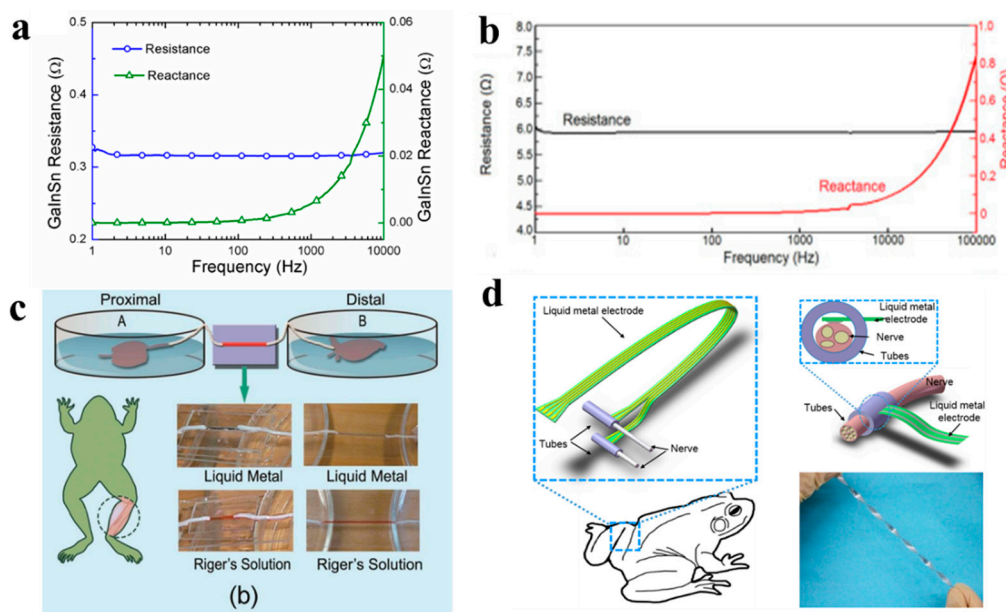 a
0.5
0.4
0.3
0.2
GaInSn Resistance (Ω)
Resistance
Reactance
0.06
0.04
0.02
0.00
GaInSn Reactance (Ω)
1 10 100 1000 10000
Frequency (Hz)
b
8.0
7.5
7.0
6.5
6.0
5.5
5.0
4.5
4.0
Resistance (Ω)
Resistance
Reactance
1.0
0.8
0.6
0.4
0.2
0
Reactance (Ω)
1 10 100 10000 100000
Frequency (Hz)
c
Proximal Distal
A B
Liquid Metal Liquid Metal
Riger's Solution Riger's Solution
(b)
d
Liquid metal electrode
Tubes
Nerve
Liquid metal
electrode
Nerve
Tubes
Nerve
Tubes
Liquid metal
electrode